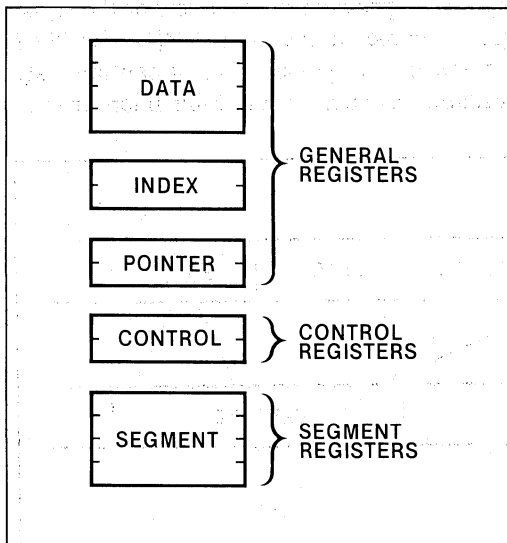 DATA
INDEX
POINTER
GENERAL
REGISTERS
CONTROL
CONTROL
REGISTERS
SEGMENT
SEGMENT
REGISTERS